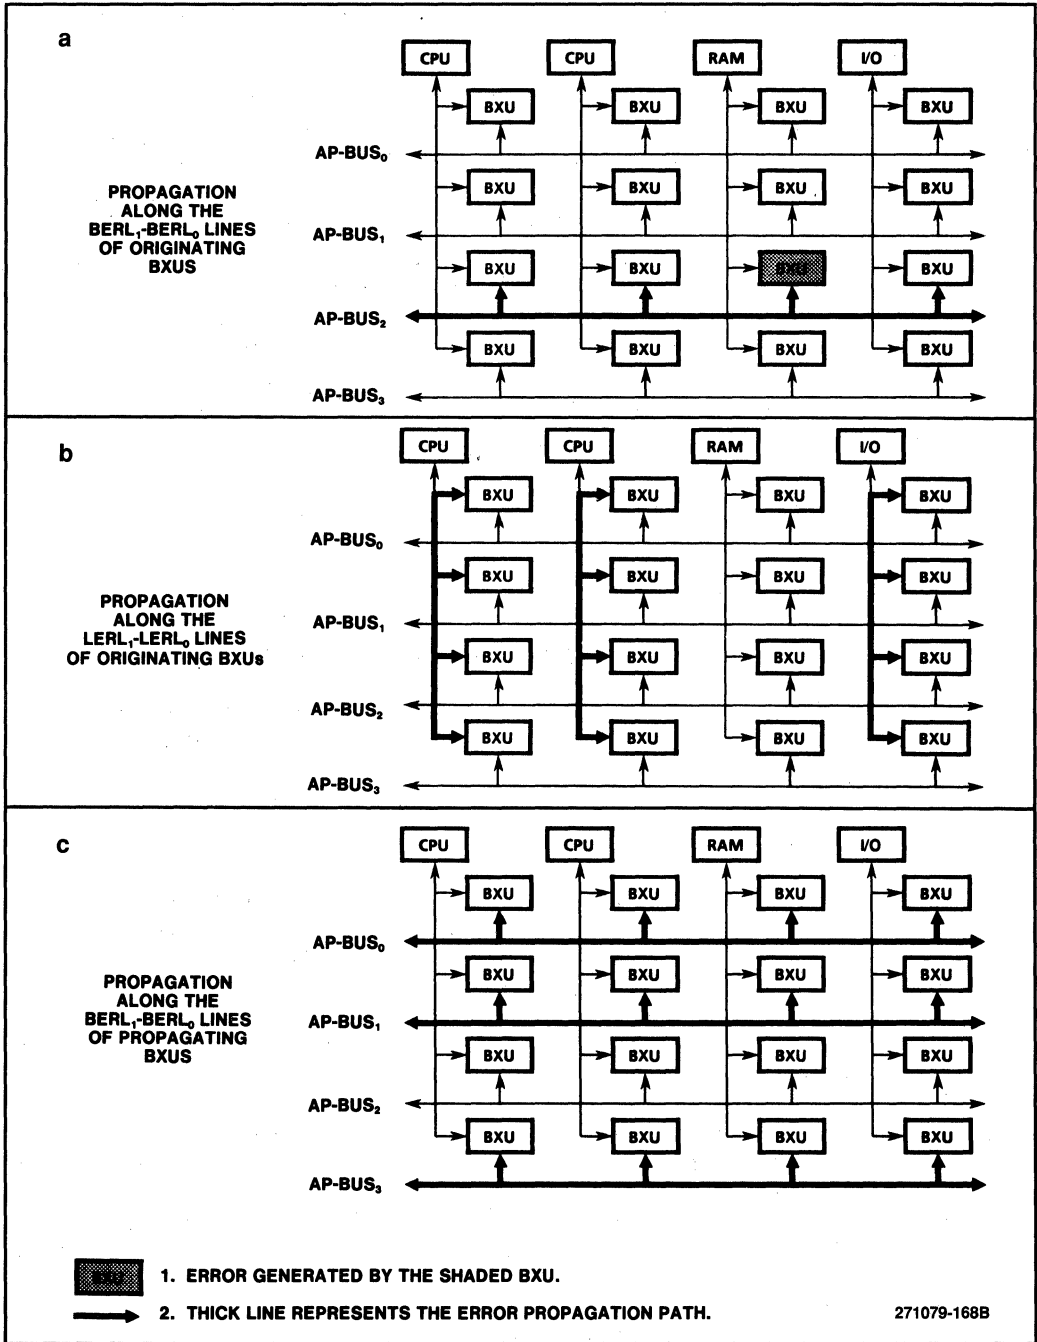 a
CPU CPU RAM I/O
BXU BXU BXU BXU
AP-BUS₀
BXU BXU BXU BXU
PROPAGATION
ALONG THE
BERL₁-BERL₀ LINES
OF ORIGINATING
BXUS
AP-BUS₁
BXU BXU BXU BXU
AP-BUS₂
BXU BXU BXU BXU
AP-BUS₃
b
CPU CPU RAM I/O
BXU BXU BXU BXU
AP-BUS₀
BXU BXU BXU BXU
PROPAGATION
ALONG THE
LERL₁-LERL₀ LINES
OF ORIGINATING BXUs
AP-BUS₁
BXU BXU BXU BXU
AP-BUS₂
BXU BXU BXU BXU
AP-BUS₃
c
CPU CPU RAM I/O
BXU BXU BXU BXU
AP-BUS₀
BXU BXU BXU BXU
PROPAGATION
ALONG THE
BERL₁-BERL₀ LINES
OF PROPAGATING
BXUS
AP-BUS₁
BXU BXU BXU BXU
AP-BUS₂
BXU BXU BXU BXU
AP-BUS₃
BXU 1. ERROR GENERATED BY THE SHADED BXU.
2. THICK LINE REPRESENTS THE ERROR PROPAGATION PATH.
271079-168B